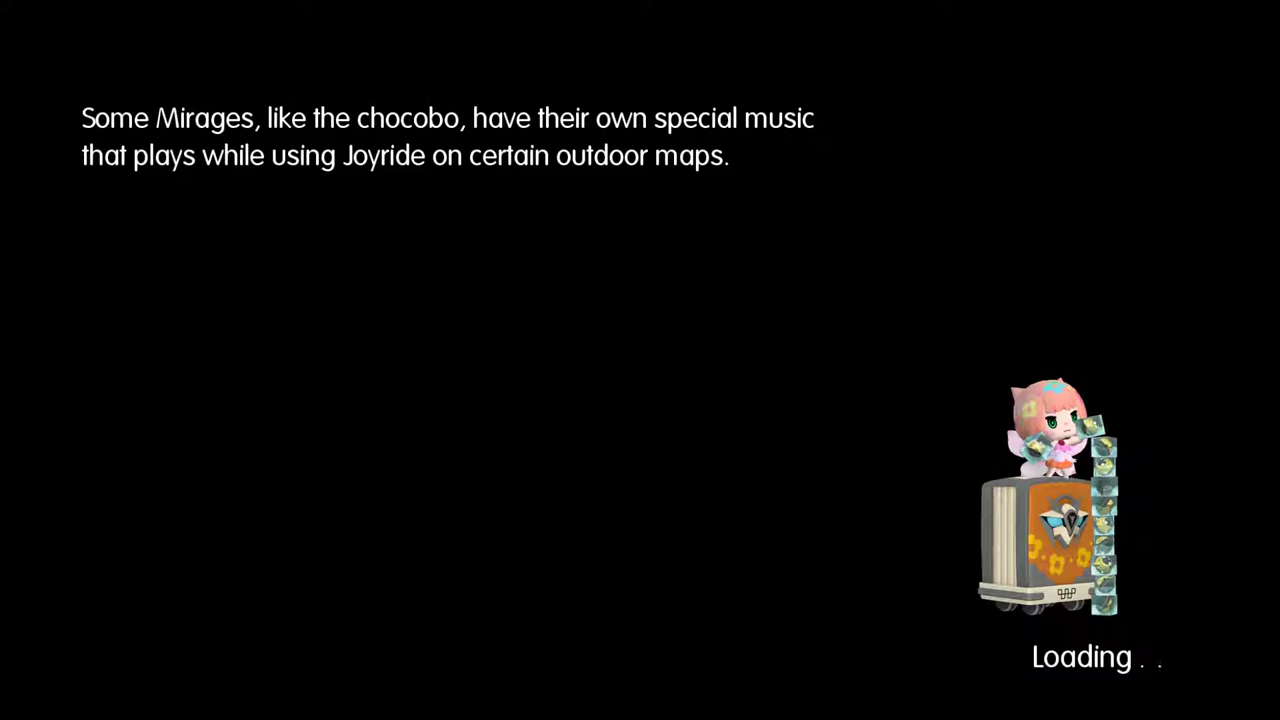 Some Mirages, like the chocobo, have their own special music
that plays while using Joyride on certain outdoor maps.
Loading . .